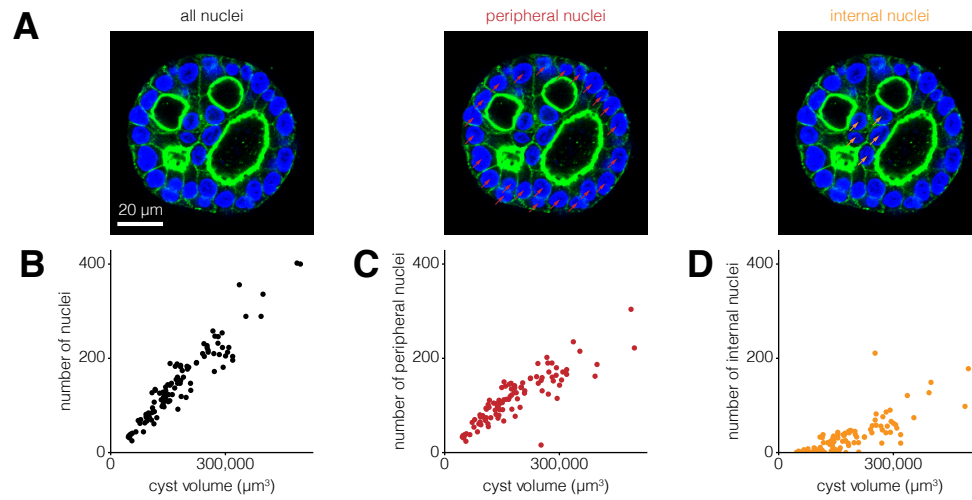 all nuclei
peripheral nuclei
internal nuclei
A
20 µm
B
C
D
400
200
0
number of nuclei
0
300,000
cyst volume (µm³)
400
200
0
number of peripheral nuclei
0
300,000
cyst volume (µm³)
400
200
0
number of internal nuclei
0
300,000
cyst volume (µm³)